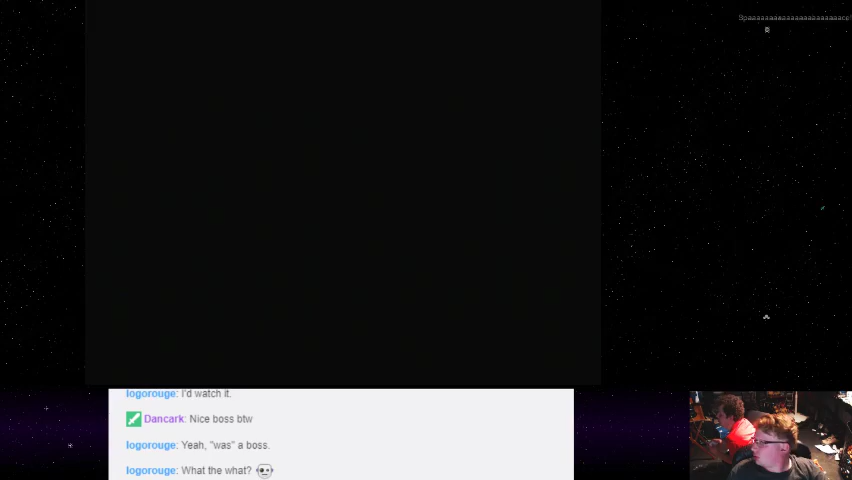 logorouge: I'd watch it.
Dancark: Nice boss btw
logorouge: Yeah, "was" a boss.
logorouge: What the what?